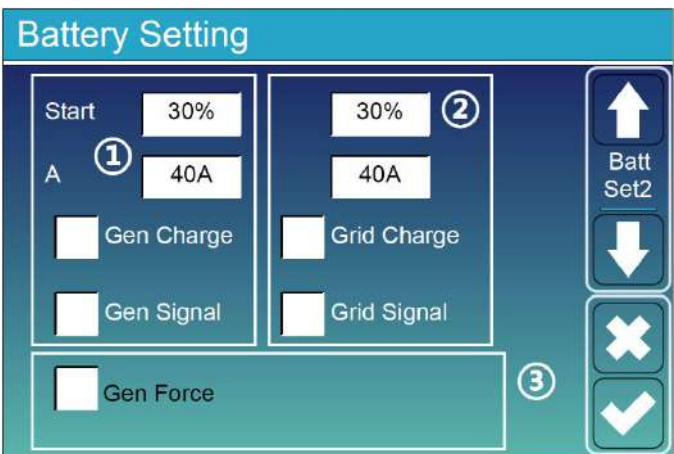 Battery Setting
Start 30%
①
A 40A
30% ②
40A
Gen Charge
Gen Signal
Grid Charge
Grid Signal
Gen Force
③
Batt
Set2